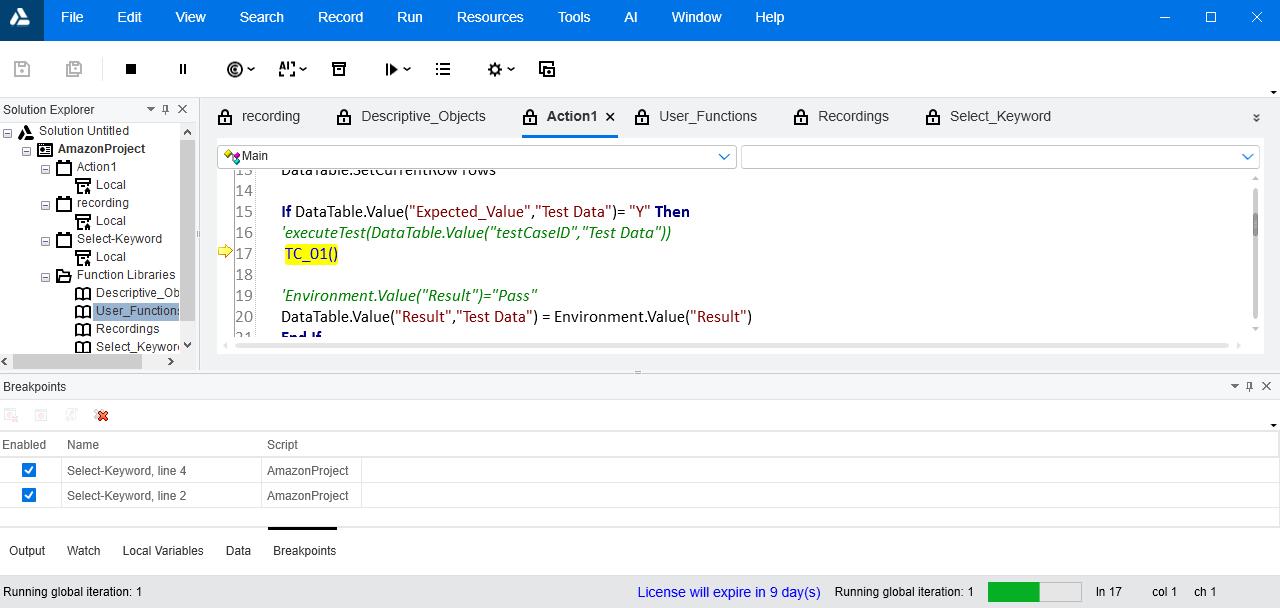 File Edit View Search Record Run Resources Tools AI Window Help
Solution Explorer
Solution Untitled
AmazonProject
Action1
Local
recording
Local
Select-Keyword
Local
Function Libraries
Descriptive_Ob
User_Functions
Recordings
Select_Keywor
recording Descriptive_Objects Action1 User_Functions Recordings Select_Keyword
Main
13 DataTable.SetCurrentRow rows
14
15 If DataTable.Value("Expected_Value","Test Data")= "Y" Then
16 'executeTest(DataTable.Value("testCaseID","Test Data"))
17 TC_01()
18
19 'Environment.Value("Result")="Pass"
20 DataTable.Value("Result","Test Data") = Environment.Value("Result")
21 End If
Breakpoints
Enabled Name Script
Select-Keyword, line 4 AmazonProject
Select-Keyword, line 2 AmazonProject
Output Watch Local Variables Data Breakpoints
Running global iteration: 1 License will expire in 9 day(s) Running global iteration: 1 ln 17 col 1 ch 1